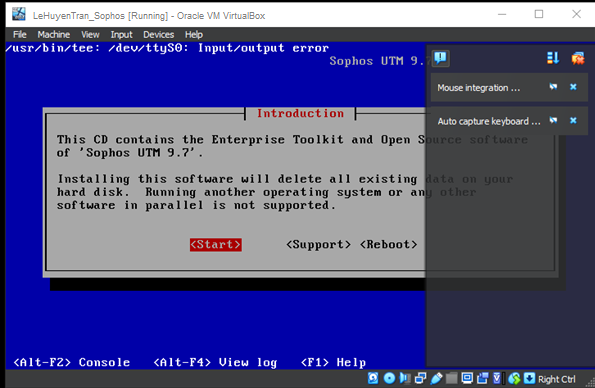 LeHuyenTran_Sophos [Running] - Oracle VM VirtualBox
File Machine View Input Devices Help
/usr/bin/tee: /dev/ttyS0: Input/output error
Sophos UTM 9.7
Mouse integration ...
Auto capture keyboard ...
Introduction
This CD contains the Enterprise Toolkit and Open Source software
of 'Sophos UTM 9.7'.
Installing this software will delete all existing data on your
hard disk. Running another operating system or any other
software in parallel is not supported.
<Start> <Support> <Reboot>
<Alt-F2> Console <Alt-F4> View log <F1> Help
Right Ctrl